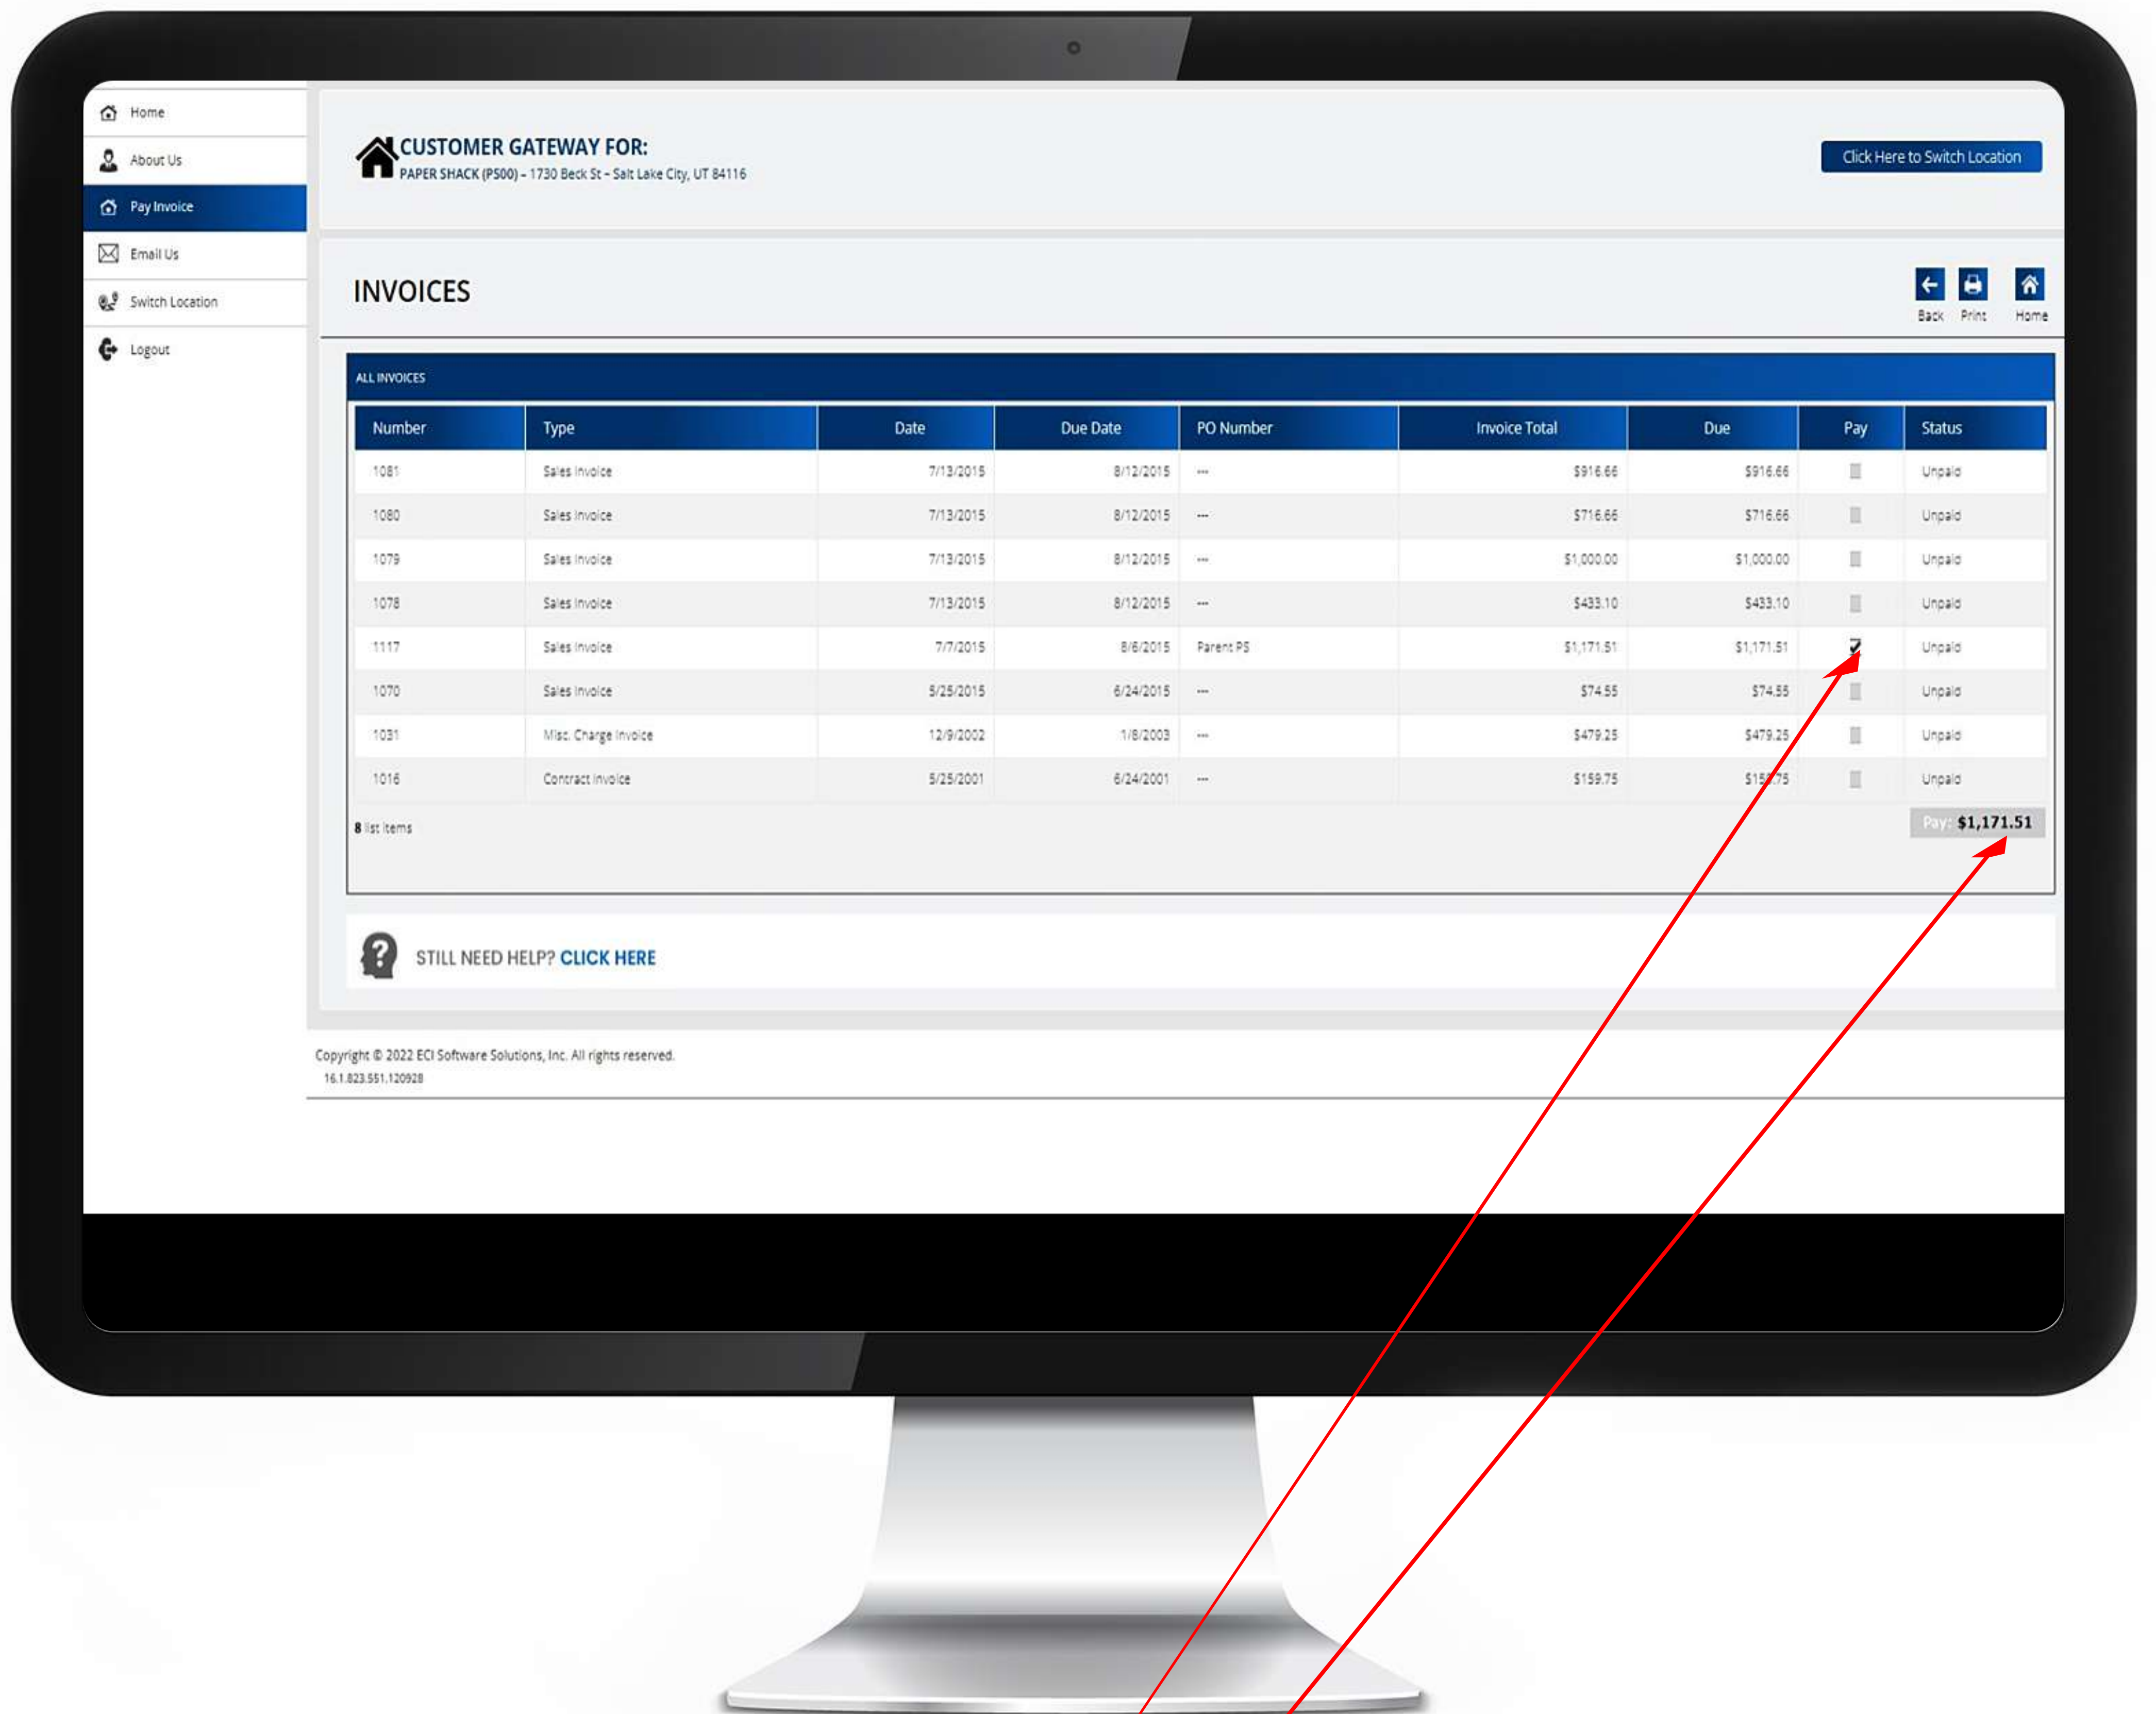 Home
About Us
Pay Invoice
Email Us
Switch Location
Logout
CUSTOMER GATEWAY FOR:
PAPER SHACK (PS00) – 1730 Beck St – Salt Lake City, UT 84116
Click Here to Switch Location
INVOICES
Back Print Home
ALL INVOICES
Number Type Date Due Date PO Number Invoice Total Due Pay Status
1081 Sales Invoice 7/13/2015 8/12/2015 --- $916.66 $916.66 Unpaid
1080 Sales Invoice 7/13/2015 8/12/2015 --- $716.66 $716.66 Unpaid
1079 Sales Invoice 7/13/2015 8/12/2015 --- $1,000.00 $1,000.00 Unpaid
1078 Sales Invoice 7/13/2015 8/12/2015 --- $433.10 $433.10 Unpaid
1117 Sales Invoice 7/7/2015 8/6/2015 Parent PS $1,171.51 $1,171.51 Unpaid
1070 Sales Invoice 5/25/2015 6/24/2015 --- $74.55 $74.55 Unpaid
1031 Misc. Charge Invoice 12/9/2002 1/8/2003 --- $479.25 $479.25 Unpaid
1016 Contract Invoice 5/25/2001 6/24/2001 --- $159.75 $159.75 Unpaid
8 list items
Pay: $1,171.51
STILL NEED HELP? CLICK HERE
Copyright © 2022 ECI Software Solutions, Inc. All rights reserved.
16.1.823.551.120928